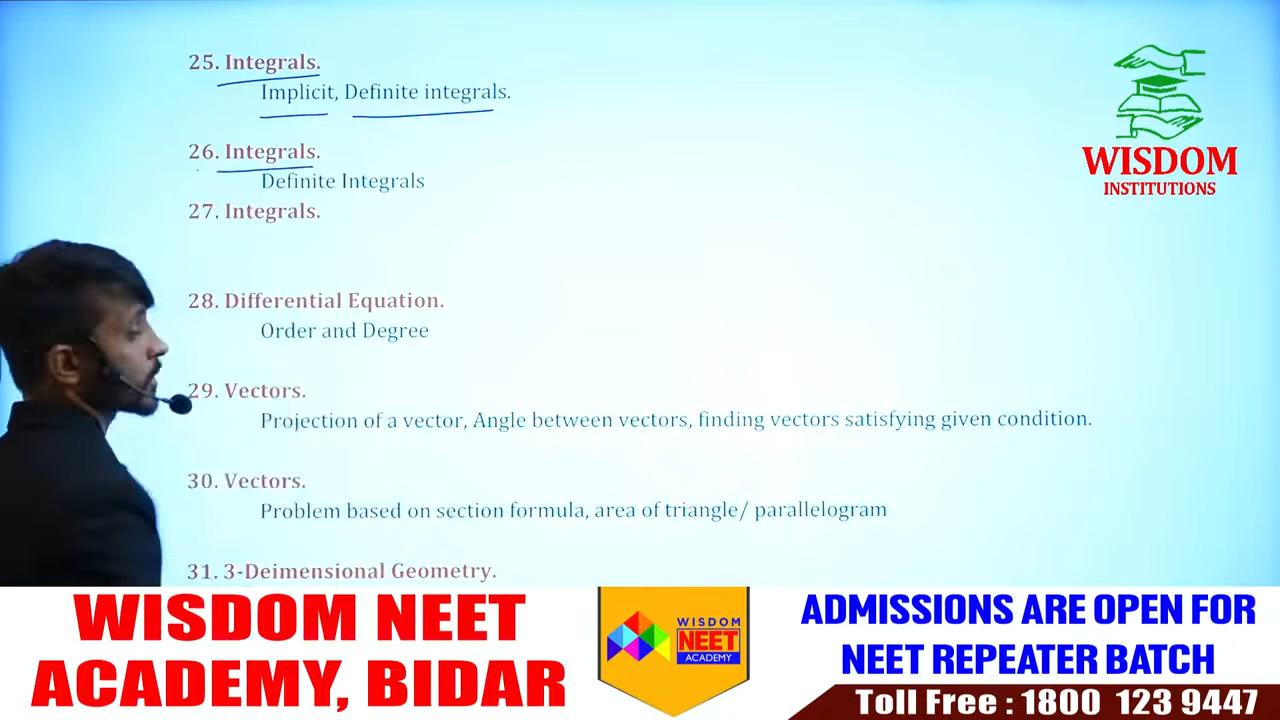 25. Integrals.
Implicit, Definite integrals.
26. Integrals.
Definite Integrals
27. Integrals.
28. Differential Equation.
Order and Degree
29. Vectors.
Projection of a vector, Angle between vectors, finding vectors satisfying given condition.
30. Vectors.
Problem based on section formula, area of triangle/ parallelogram
31. 3-Deimensional Geometry.
WISDOM
INSTITUTIONS
WISDOM NEET
ACADEMY, BIDAR
WISDOM
NEET
ACADEMY
ADMISSIONS ARE OPEN FOR
NEET REPEATER BATCH
Toll Free : 1800 123 9447